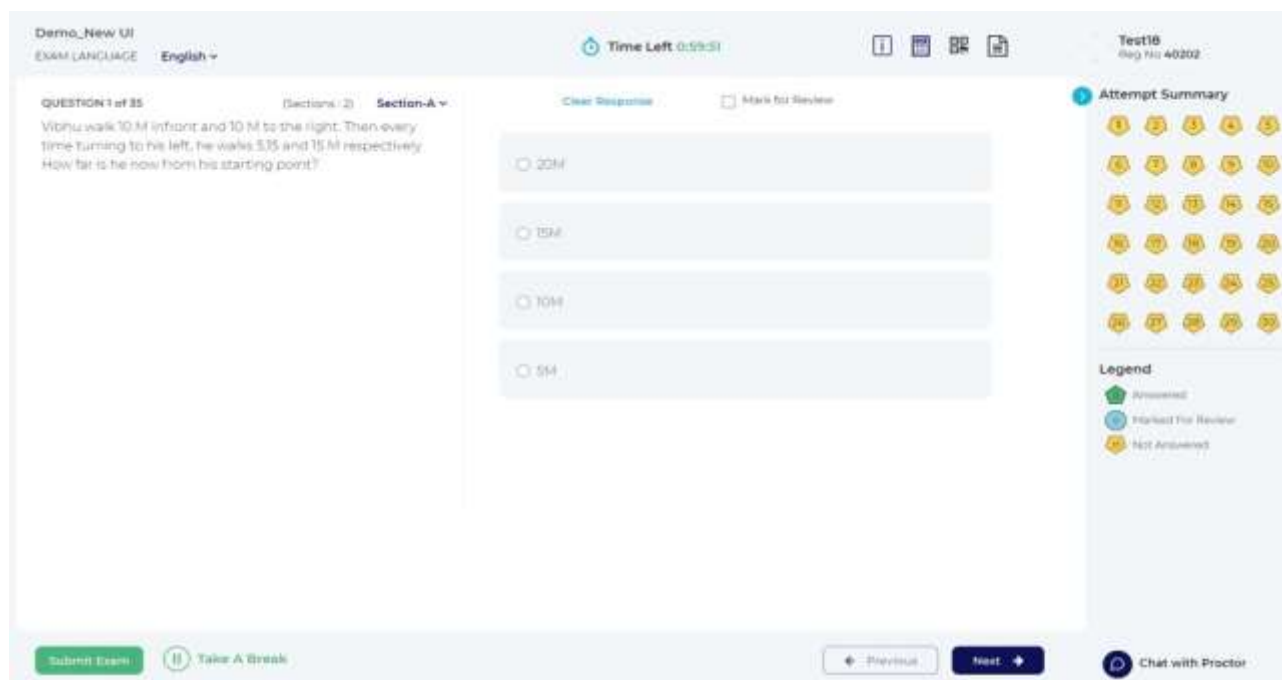 Demo_New UI
EXAM LANGUAGE English
Time Left 0:59:51
Test18
Reg No 40202
QUESTION 1 of 35 (Sections : 2) Section-A
Vibhu walk 10 M infront and 10 M to the right. Then every
time turning to his left, he walks 5,15 and 15 M respectively.
How far is he now from his starting point?
Clear Response Mark for Review
20M
15M
10M
5M
Attempt Summary
1 2 3 4 5
6 7 8 9 10
11 12 13 14 15
16 17 18 19 20
21 22 23 24 25
26 27 28 29 30
Legend
Answered
Marked For Review
Not Answered
Submit Exam Take A Break
Previous Next
Chat with Proctor